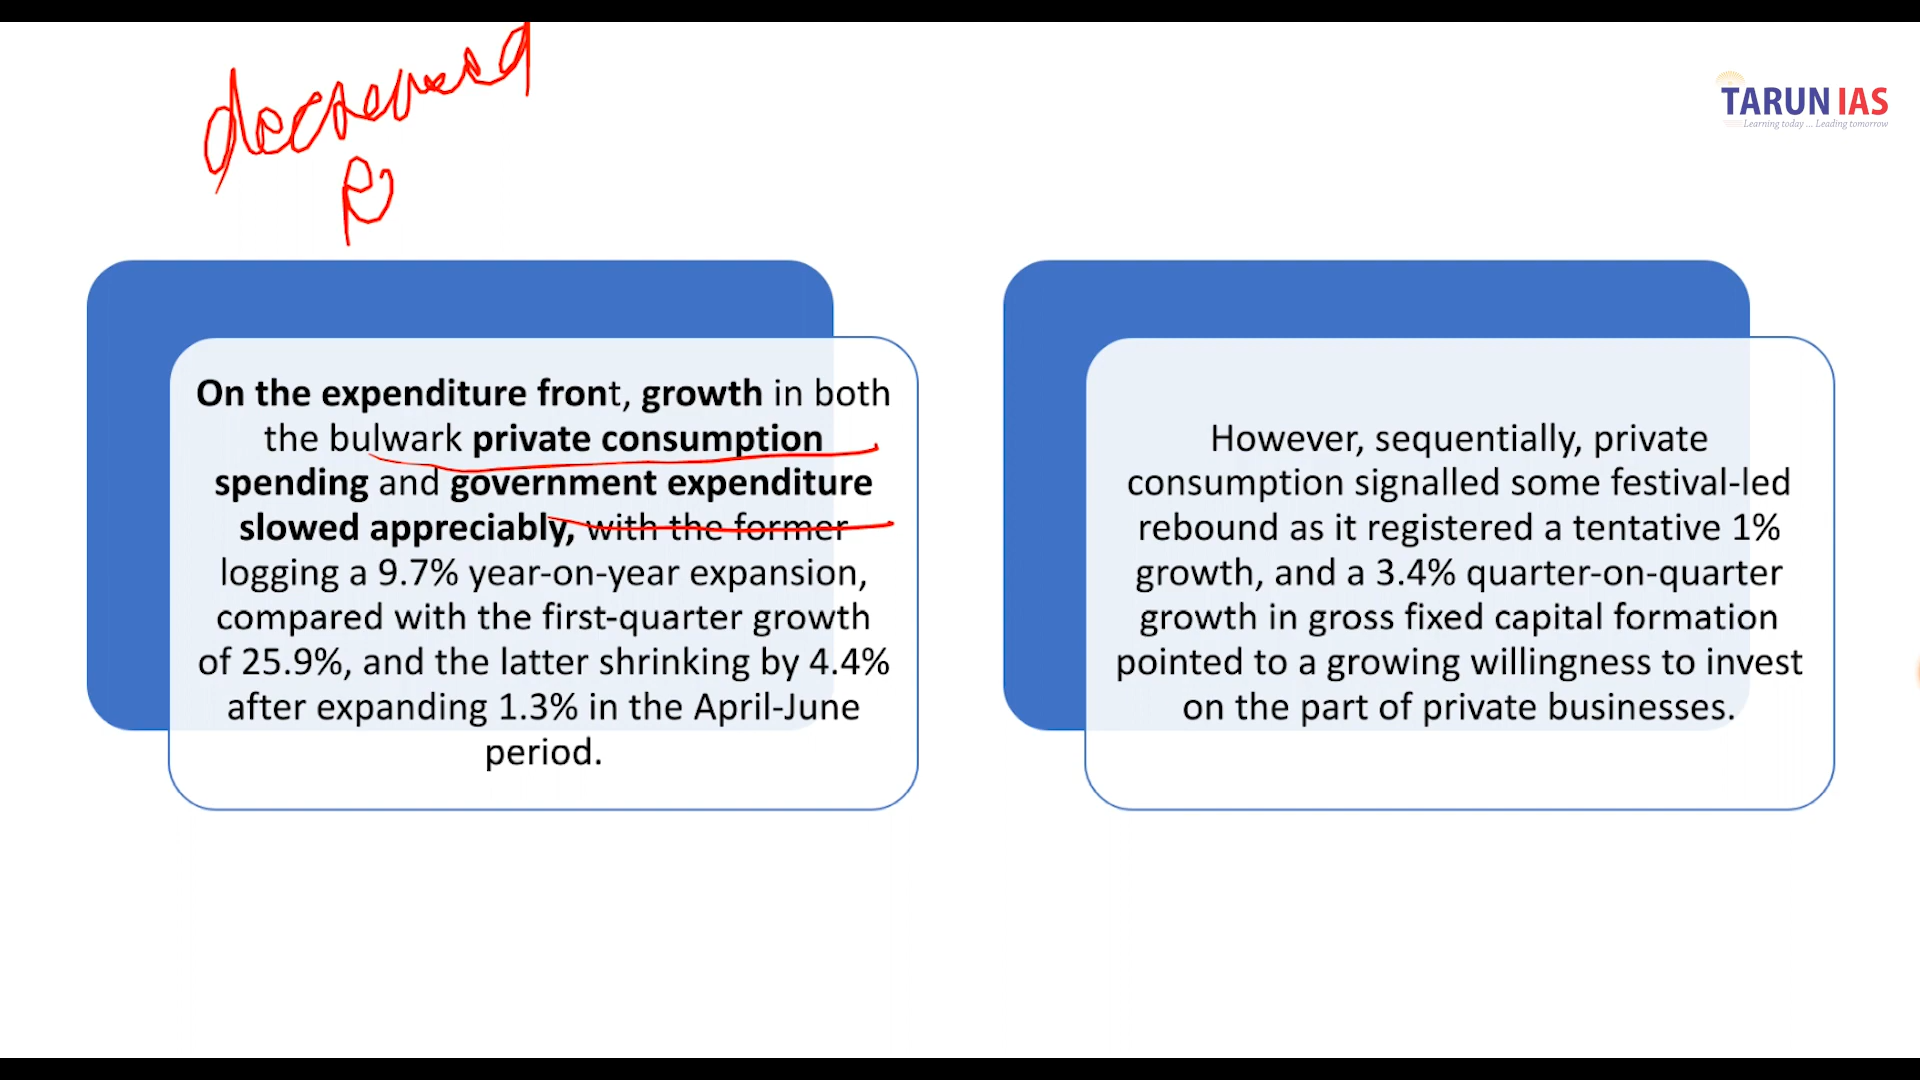 decreased
TARUN IAS
Learning today ... Leading tomorrow
On the expenditure front, growth in both
the bulwark private consumption
spending and government expenditure
slowed appreciably, with the former
logging a 9.7% year-on-year expansion,
compared with the first-quarter growth
of 25.9%, and the latter shrinking by 4.4%
after expanding 1.3% in the April-June
period.
However, sequentially, private
consumption signalled some festival-led
rebound as it registered a tentative 1%
growth, and a 3.4% quarter-on-quarter
growth in gross fixed capital formation
pointed to a growing willingness to invest
on the part of private businesses.